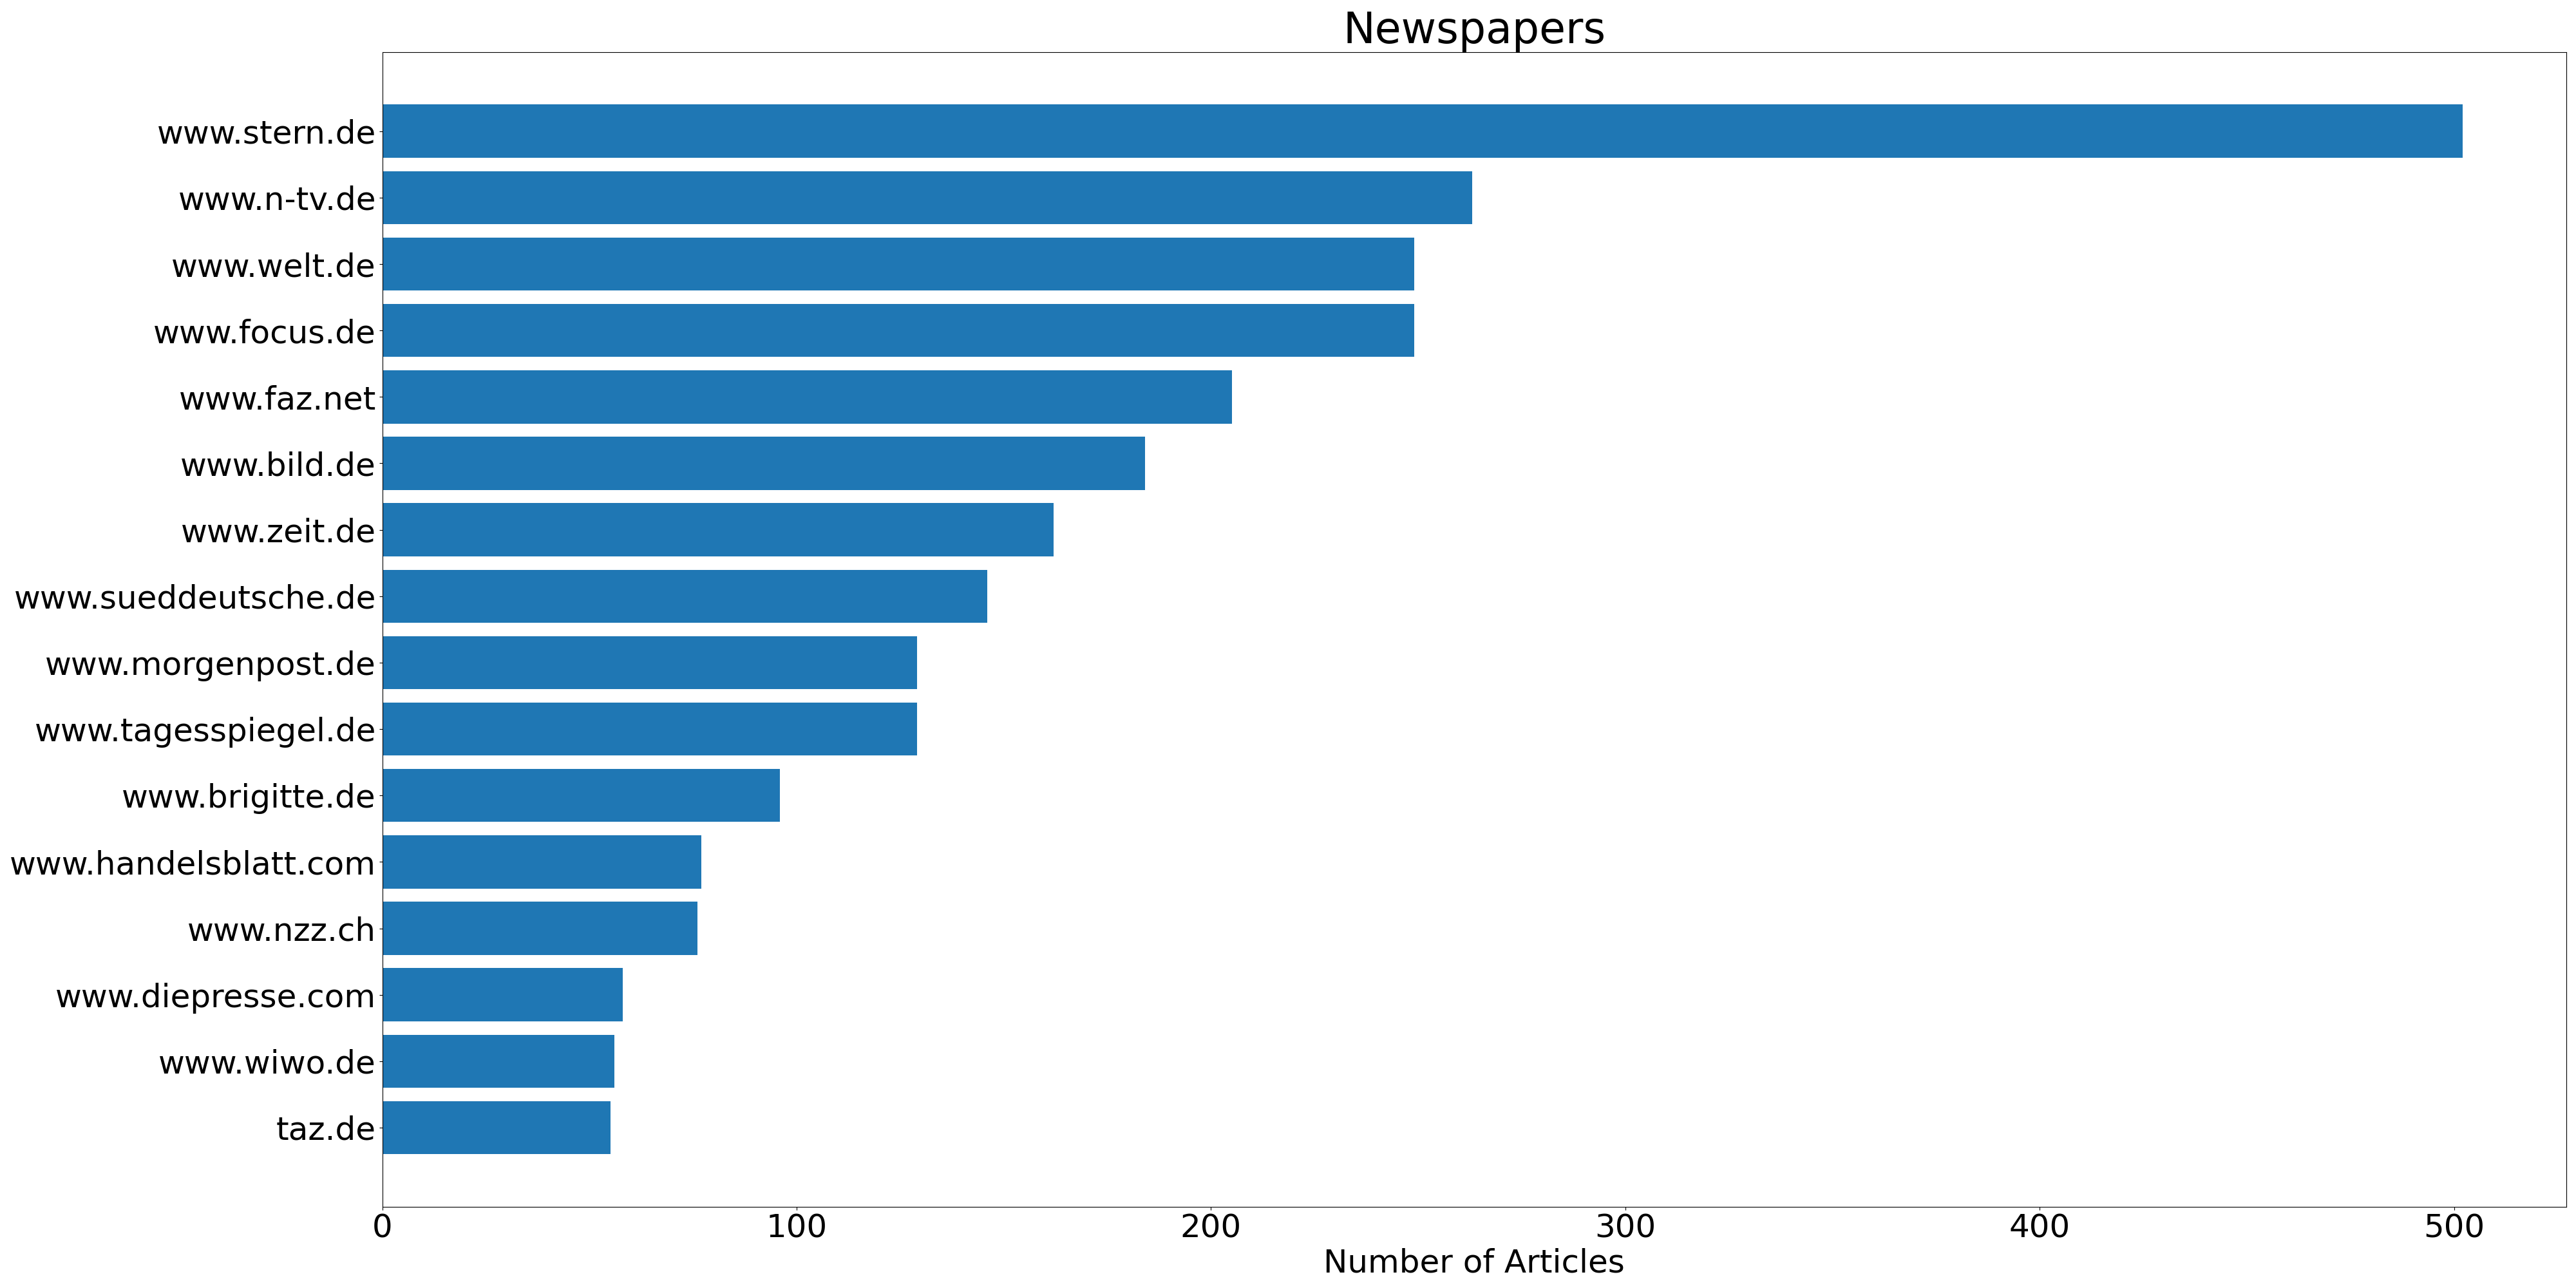 Newspapers
www.stern.de
www.n-tv.de
www.welt.de
www.focus.de
www.faz.net
www.bild.de
www.zeit.de
www.sueddeutsche.de
www.morgenpost.de
www.tagesspiegel.de
www.brigitte.de
www.handelsblatt.com
www.nzz.ch
www.diepresse.com
www.wiwo.de
taz.de
0 100 200 300 400 500
Number of Articles